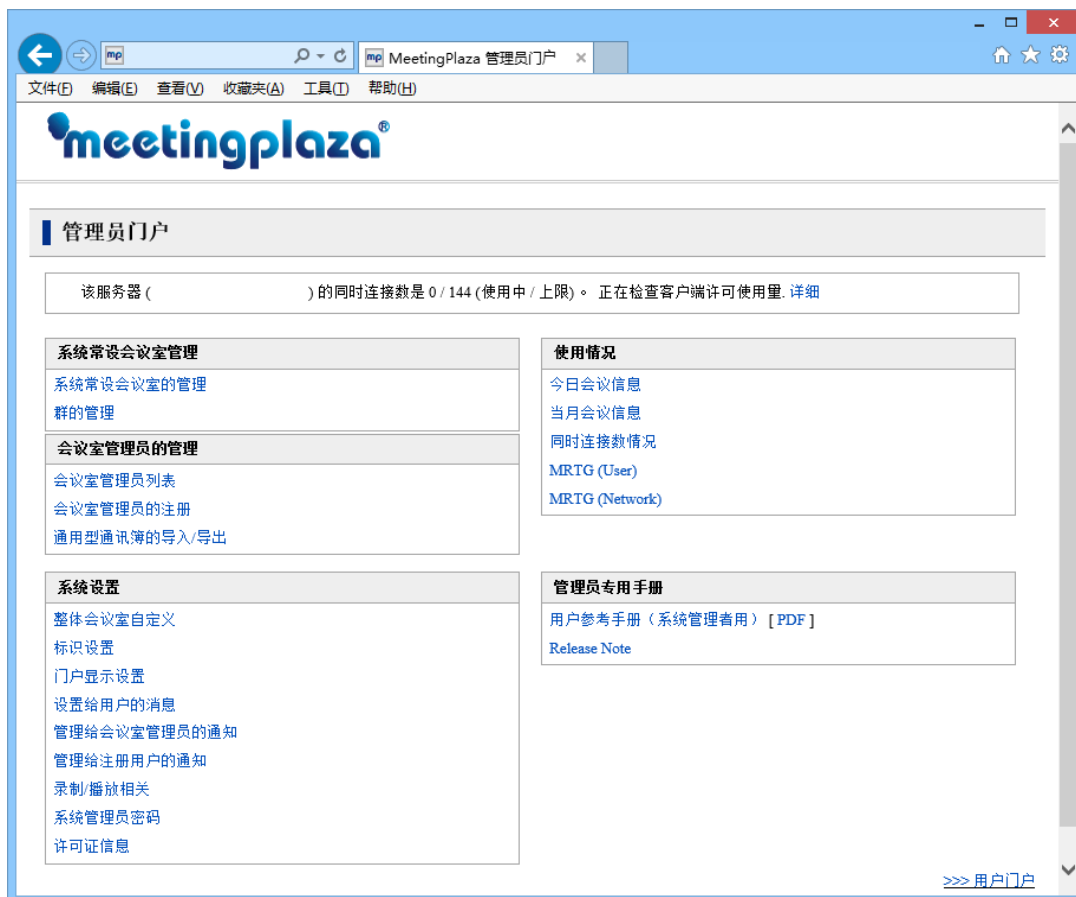 mp
mp MeetingPlaza 管理员门户
文件(F) 编辑(E) 查看(V) 收藏夹(A) 工具(T) 帮助(H)
meetingplaza®
管理员门户
该服务器 ( ) 的同时连接数是 0 / 144 (使用中 / 上限)。 正在检查客户端许可使用量. 详细
系统常设会议室管理
系统常设会议室的管理
群的管理
会议室管理员的管理
会议室管理员列表
会议室管理员的注册
通用型通讯簿的导入/导出
使用情况
今日会议信息
当月会议信息
同时连接数情况
MRTG (User)
MRTG (Network)
系统设置
整体会议室自定义
标识设置
门户显示设置
设置给用户的消息
管理给会议室管理员的通知
管理给注册用户的通知
录制/播放相关
系统管理员密码
许可证信息
管理员专用手册
用户参考手册（系统管理者用） [ PDF ]
Release Note
>>> 用户门户